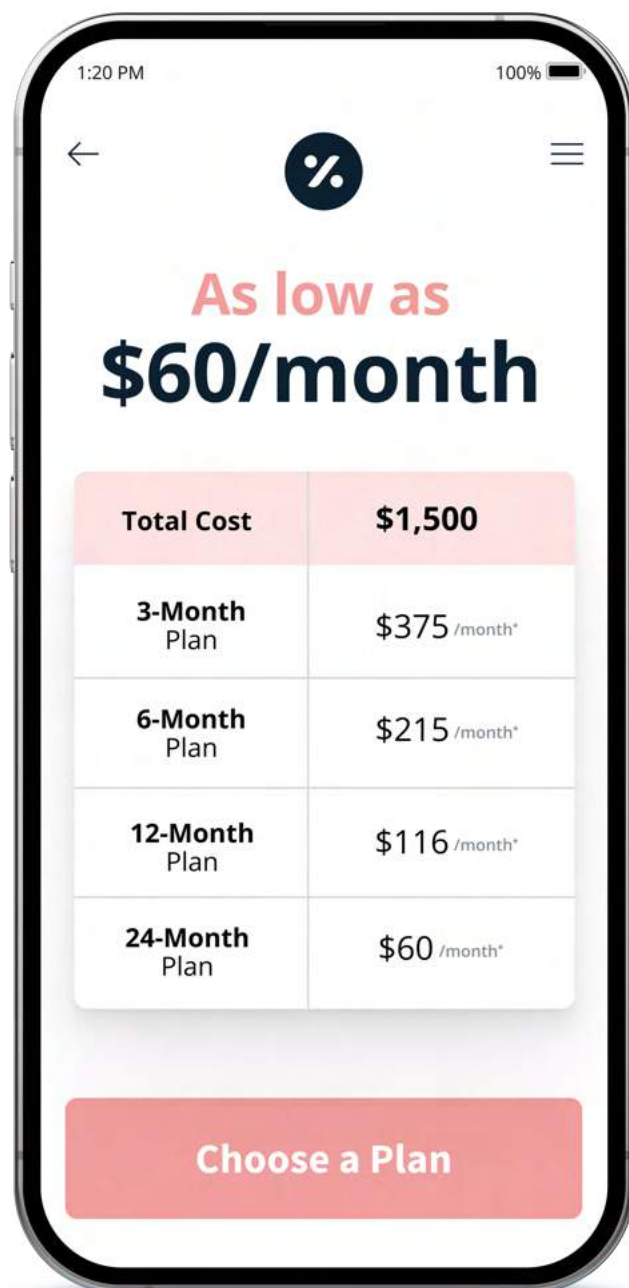 1:20 PM 100%
As low as
$60/month
Total Cost $1,500
3-Month
Plan
$375 /month*
6-Month
Plan
$215 /month*
12-Month
Plan
$116 /month*
24-Month
Plan
$60 /month*
Choose a Plan